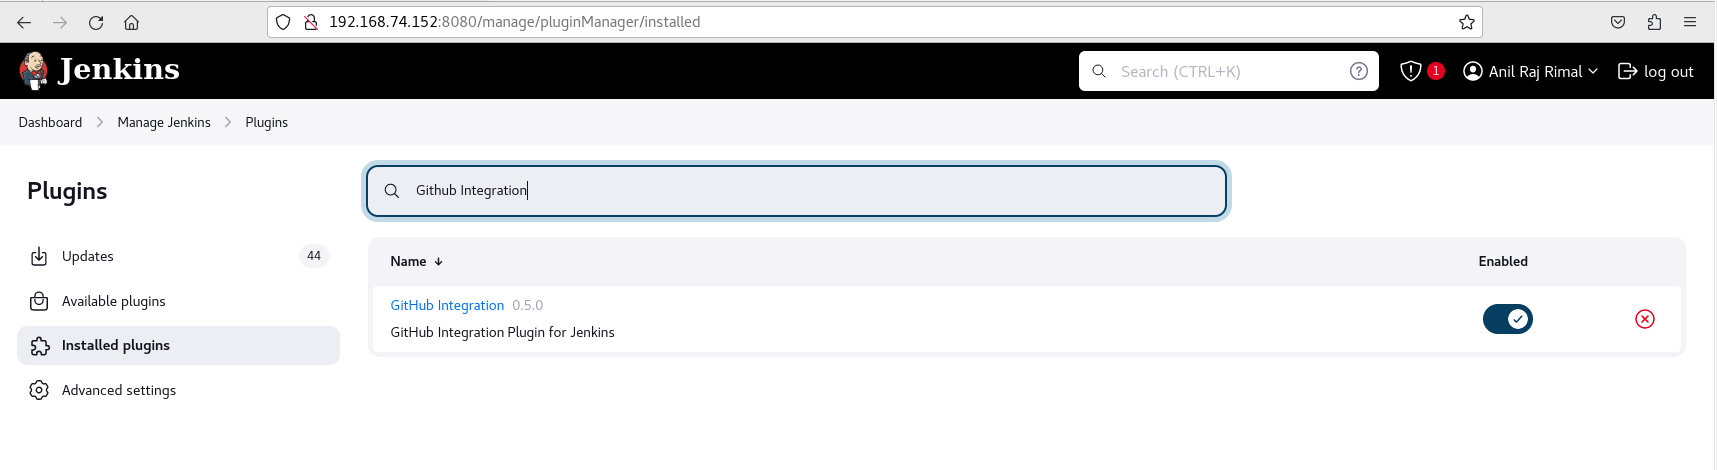 192.168.74.152:8080/manage/pluginManager/installed
Jenkins
Search (CTRL+K)
1
Anil Raj Rimal
log out
Dashboard
Manage Jenkins
Plugins
Plugins
Github Integration
Updates
44
Available plugins
Installed plugins
Advanced settings
Name
Enabled
GitHub Integration 0.5.0
GitHub Integration Plugin for Jenkins